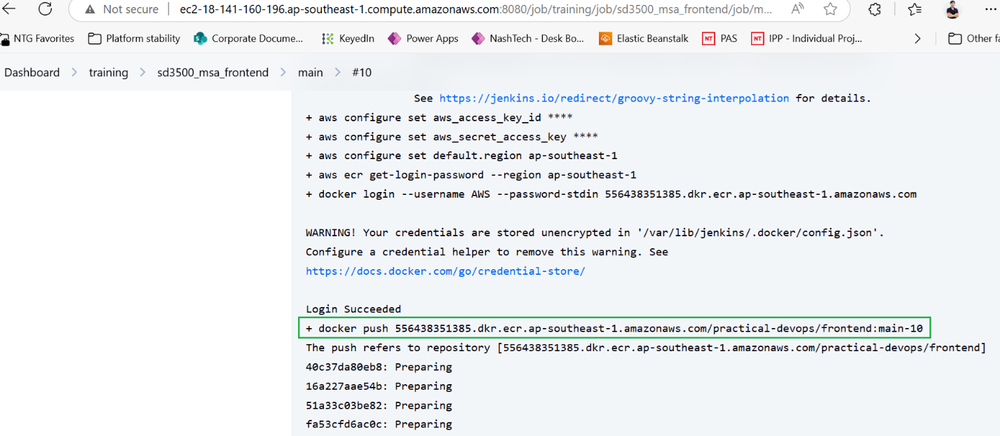 Not secure ec2-18-141-160-196.ap-southeast-1.compute.amazonaws.com:8080/job/training/job/sd3500_msa_frontend/job/m...
NTG Favorites Platform stability Corporate Docume... KeyedIn Power Apps NashTech - Desk Bo... Elastic Beanstalk NT PAS NT IPP - Individual Proj... Other fa
Dashboard > training > sd3500_msa_frontend > main > #10
See https://jenkins.io/redirect/groovy-string-interpolation for details.
+ aws configure set aws_access_key_id ****
+ aws configure set aws_secret_access_key ****
+ aws configure set default.region ap-southeast-1
+ aws ecr get-login-password --region ap-southeast-1
+ docker login --username AWS --password-stdin 556438351385.dkr.ecr.ap-southeast-1.amazonaws.com
WARNING! Your credentials are stored unencrypted in '/var/lib/jenkins/.docker/config.json'.
Configure a credential helper to remove this warning. See
https://docs.docker.com/go/credential-store/
Login Succeeded
+ docker push 556438351385.dkr.ecr.ap-southeast-1.amazonaws.com/practical-devops/frontend:main-10
The push refers to repository [556438351385.dkr.ecr.ap-southeast-1.amazonaws.com/practical-devops/frontend]
40c37da80eb8: Preparing
16a227aae54b: Preparing
51a33c03be82: Preparing
fa53cfd6ac0c: Preparing